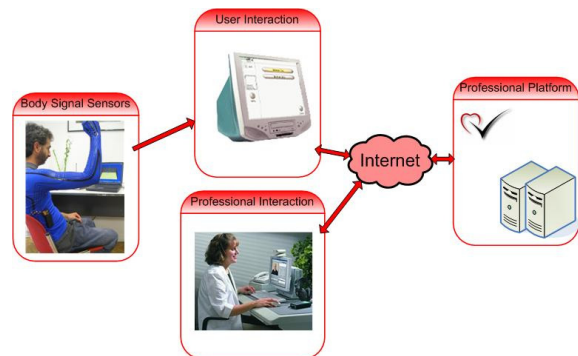 User Interaction
Body Signal Sensors
Professional Platform
Internet
Professional Interaction